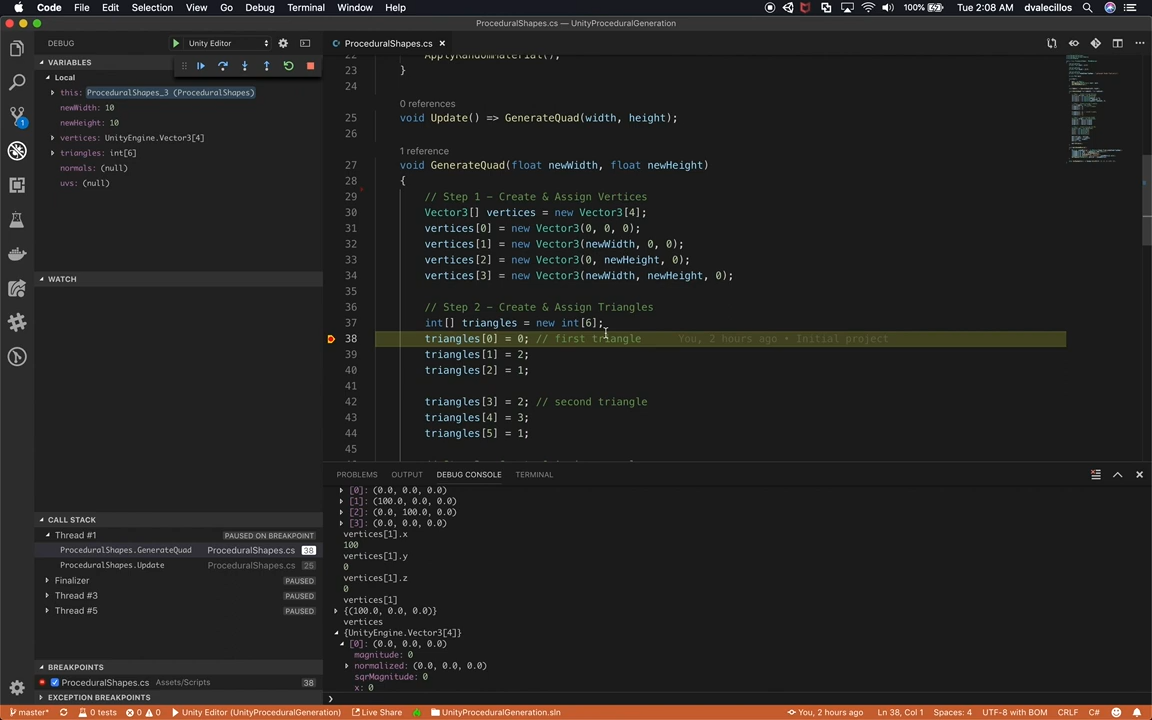 Code File Edit Selection View Go Debug Terminal Window Help 100% Tue 2:08 AM dvalecillos
ProceduralShapes.cs — UnityProceduralGeneration
DEBUG Unity Editor
ProceduralShapes.cs
VARIABLES
Local
this: ProceduralShapes_3 (ProceduralShapes)
newWidth: 10
newHeight: 10
vertices: UnityEngine.Vector3[4]
triangles: int[6]
normals: (null)
uvs: (null)
WATCH
CALL STACK
Thread #1 PAUSED ON BREAKPOINT
ProceduralShapes.GenerateQuad ProceduralShapes.cs 38
ProceduralShapes.Update ProceduralShapes.cs 25
Finalizer PAUSED
Thread #3 PAUSED
Thread #5 PAUSED
BREAKPOINTS
ProceduralShapes.cs Assets/Scripts 38
EXCEPTION BREAKPOINTS
1
22 ApplyRandomMaterial();
23 }
24
0 references
25 void Update() => GenerateQuad(width, height);
26
1 reference
27 void GenerateQuad(float newWidth, float newHeight)
28 {
29 // Step 1 - Create & Assign Vertices
30 Vector3[] vertices = new Vector3[4];
31 vertices[0] = new Vector3(0, 0, 0);
32 vertices[1] = new Vector3(newWidth, 0, 0);
33 vertices[2] = new Vector3(0, newHeight, 0);
34 vertices[3] = new Vector3(newWidth, newHeight, 0);
35
36 // Step 2 - Create & Assign Triangles
37 int[] triangles = new int[6];
38 triangles[0] = 0; // first triangle You, 2 hours ago • Initial project
39 triangles[1] = 2;
40 triangles[2] = 1;
41
42 triangles[3] = 2; // second triangle
43 triangles[4] = 3;
44 triangles[5] = 1;
45
PROBLEMS OUTPUT DEBUG CONSOLE TERMINAL
[0]: (0.0, 0.0, 0.0)
[1]: (100.0, 0.0, 0.0)
[2]: (0.0, 100.0, 0.0)
[3]: (0.0, 0.0, 0.0)
vertices[1].x
100
vertices[1].y
0
vertices[1].z
0
vertices[1]
{(100.0, 0.0, 0.0)}
vertices
{UnityEngine.Vector3[4]}
[0]: (0.0, 0.0, 0.0)
magnitude: 0
normalized: (0.0, 0.0, 0.0)
sqrMagnitude: 0
x: 0
master* 0 tests 0 0 Unity Editor (UnityProceduralGeneration) Live Share UnityProceduralGeneration.sln You, 2 hours ago Ln 38, Col 1 Spaces: 4 UTF-8 with BOM CRLF C#